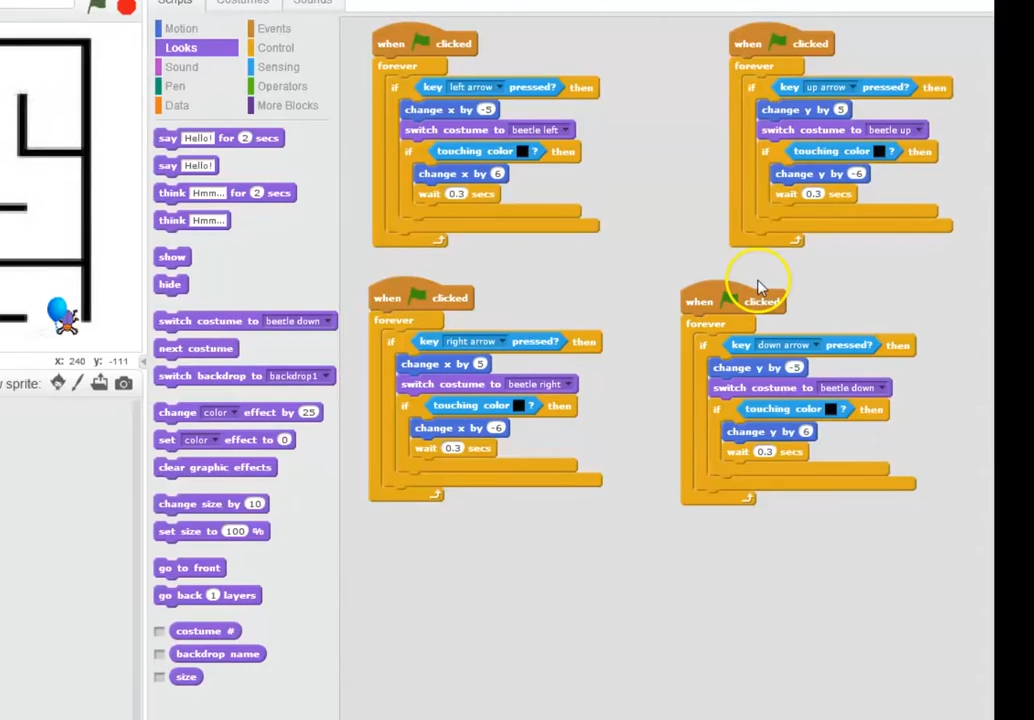 Scripts
Costumes
Sounds
Motion
Events
Looks
Control
Sound
Sensing
Pen
Operators
Data
More Blocks
say Hello! for 2 secs
say Hello!
think Hmm... for 2 secs
think Hmm...
show
hide
switch costume to beetle down
next costume
switch backdrop to backdrop1
change color effect by 25
set color effect to 0
clear graphic effects
change size by 10
set size to 100 %
go to front
go back 1 layers
costume #
backdrop name
size
x: 240 y: -111
w sprite:
when clicked
forever
if key left arrow pressed? then
change x by -5
switch costume to beetle left
if touching color ? then
change x by 6
wait 0.3 secs
when clicked
forever
if key up arrow pressed? then
change y by 5
switch costume to beetle up
if touching color ? then
change y by -6
wait 0.3 secs
when clicked
forever
if key right arrow pressed? then
change x by 5
switch costume to beetle right
if touching color ? then
change x by -6
wait 0.3 secs
when clicked
forever
if key down arrow pressed? then
change y by -5
switch costume to beetle down
if touching color ? then
change y by 6
wait 0.3 secs